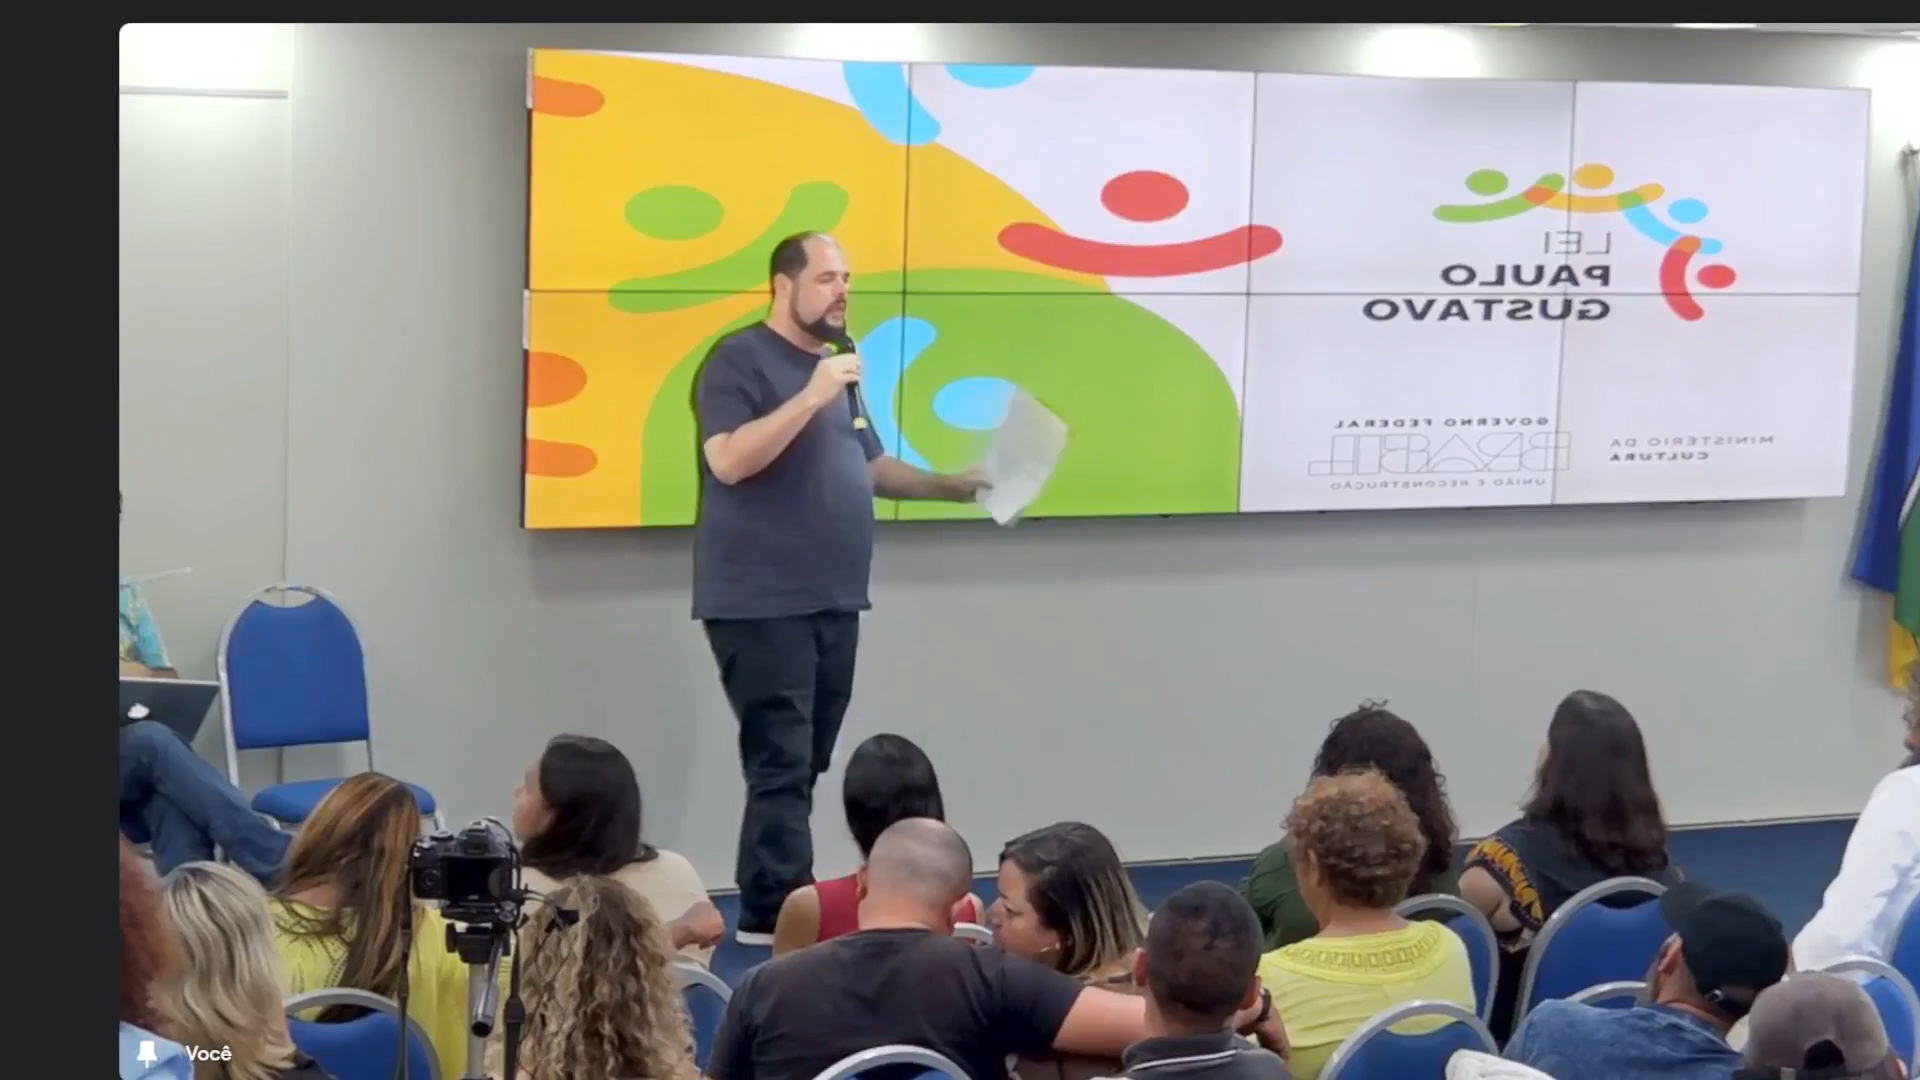 LEI
PAULO
GUSTAVO
GOVERNO FEDERAL
BRASIL
UNIÃO E RECONSTRUÇÃO
MINISTÉRIO DA
CULTURA
Você